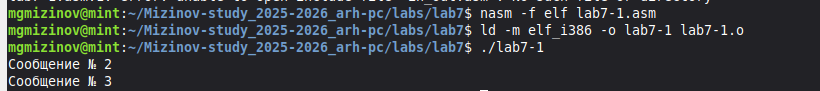 mgmizinov@mint:~/Mizinov-study_2025-2026_arh-pc/labs/lab7$ nasm -f elf lab7-1.asm
mgmizinov@mint:~/Mizinov-study_2025-2026_arh-pc/labs/lab7$ ld -m elf_i386 -o lab7-1 lab7-1.o
mgmizinov@mint:~/Mizinov-study_2025-2026_arh-pc/labs/lab7$ ./lab7-1
Сообщение № 2
Сообщение № 3